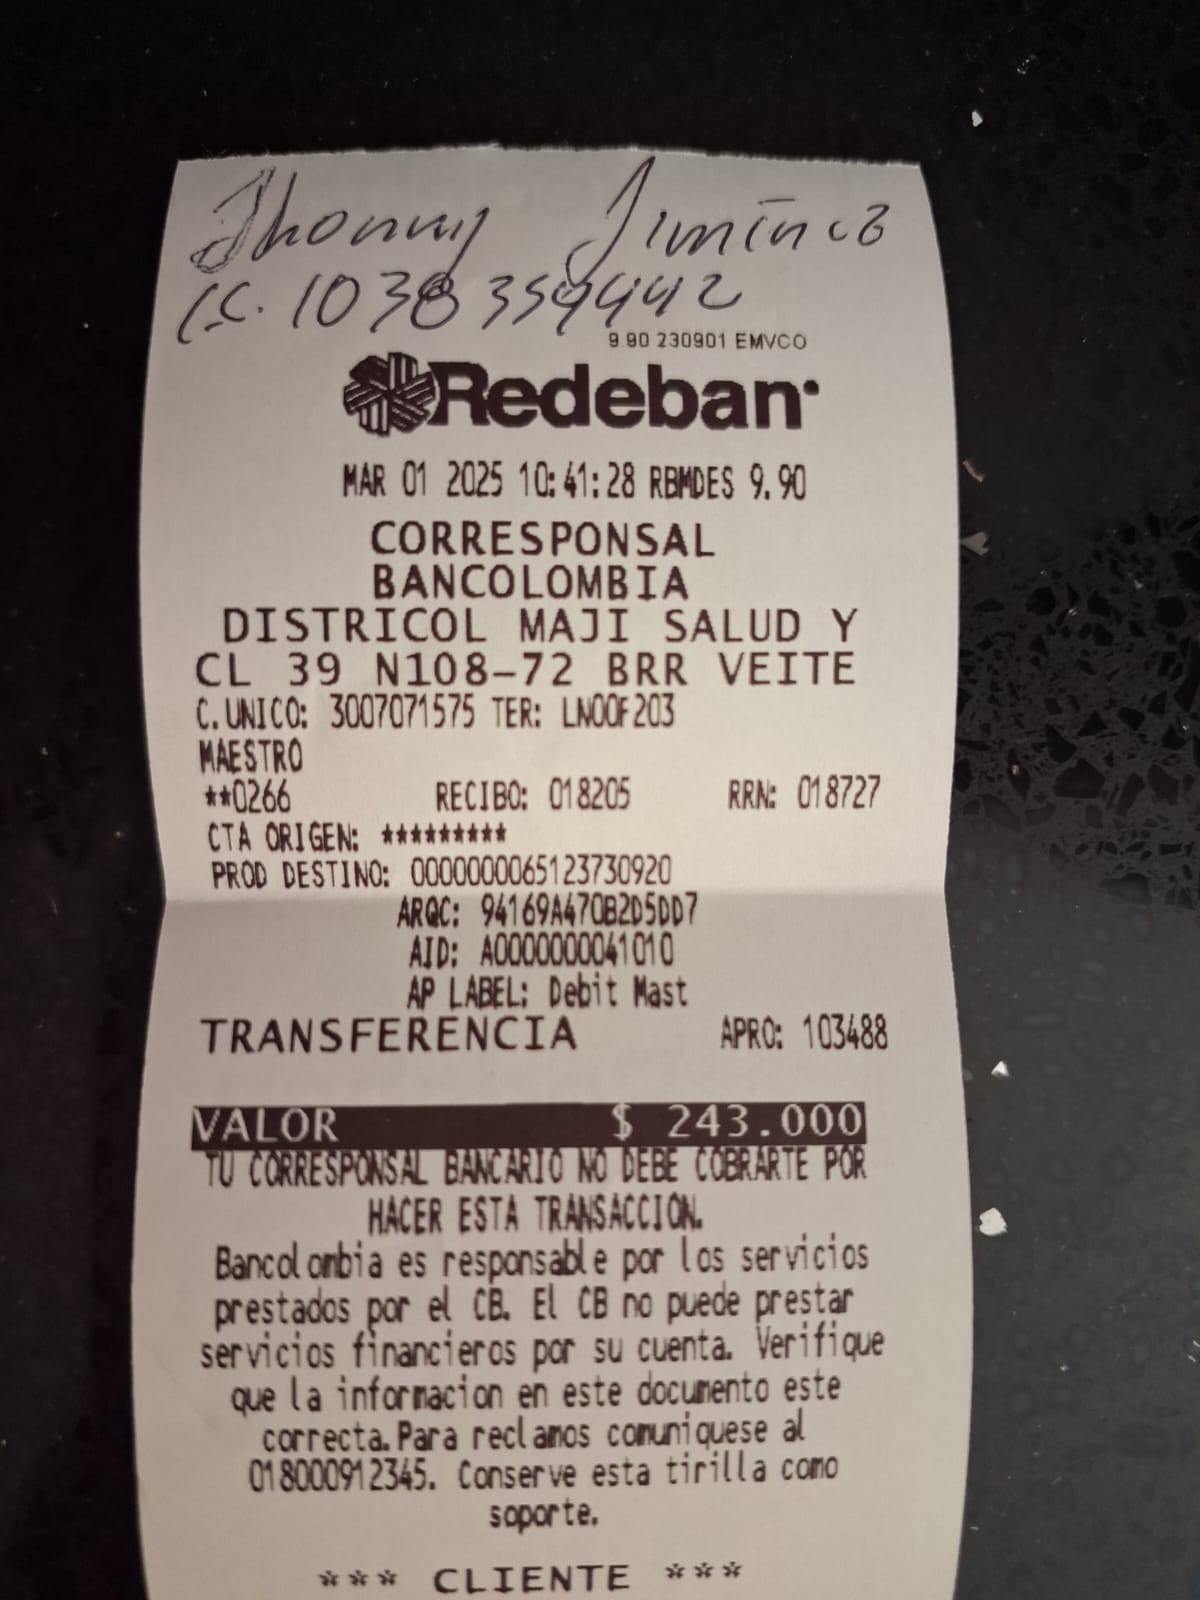 Jhonny Jiminez
C.C. 1038359442
9.90 230901 EMVCO
Redeban
MAR 01 2025 10:41:28 RBMDES 9.90
CORRESPONSAL
BANCOLOMBIA
DISTRICOL MAJI SALUD Y
CL 39 N108-72 BRR VEITE
C. UNICO: 3007071575 TER: LN00F203
MAESTRO
**0266 RECIBO: 018205 RRN: 018727
CTA ORIGEN: *********
PROD DESTINO: 0000000065123730920
ARQC: 94169A470B2D5DD7
AID: A0000000041010
AP LABEL: Debit Mast
TRANSFERENCIA APRO: 103488
VALOR $ 243.000
TU CORRESPONSAL BANCARIO NO DEBE COBRARTE POR
HACER ESTA TRANSACCION.
Bancolombia es responsable por los servicios
prestados por el CB. El CB no puede prestar
servicios financieros por su cuenta. Verifique
que la informacion en este documento este
correcta. Para reclamos comuniquese al
018000912345. Conserve esta tirilla como
soporte.
*** CLIENTE ***